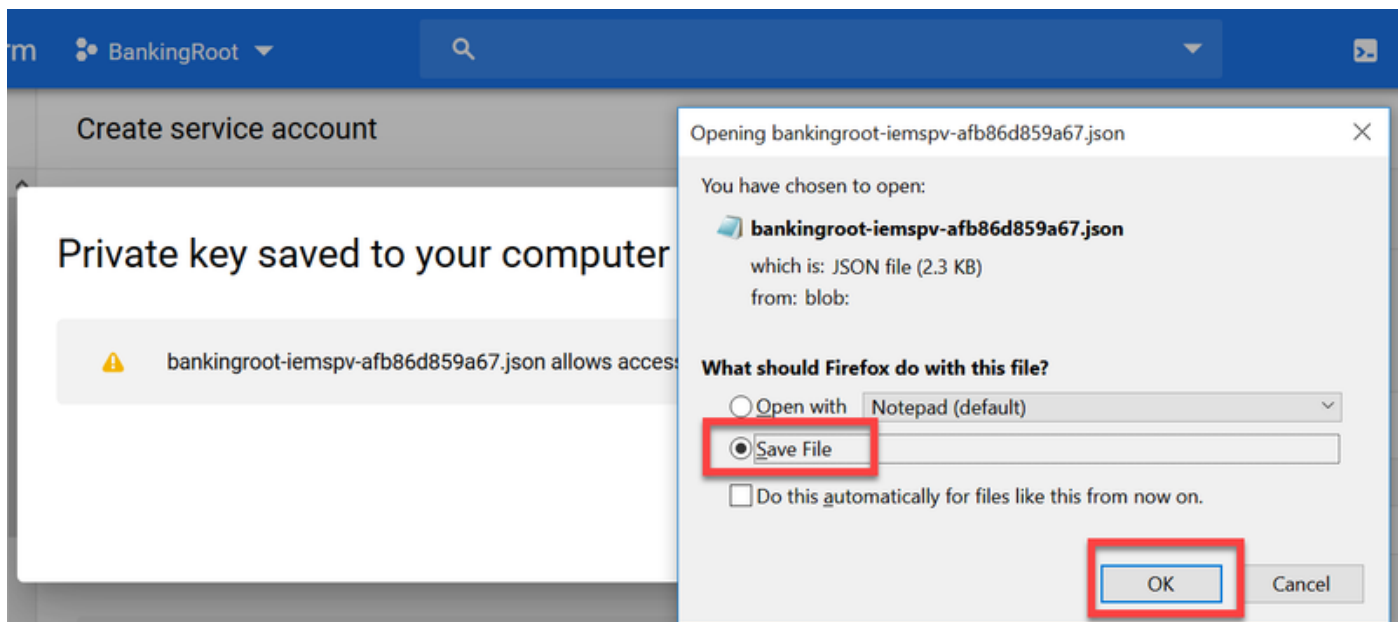 rm
BankingRoot
Create service account
Private key saved to your computer
bankingroot-iemspv-afb86d859a67.json allows acces
Opening bankingroot-iemspv-afb86d859a67.json
You have chosen to open:
bankingroot-iemspv-afb86d859a67.json
which is: JSON file (2.3 KB)
from: blob:
What should Firefox do with this file?
Open with Notepad (default)
Save File
Do this automatically for files like this from now on.
OK Cancel